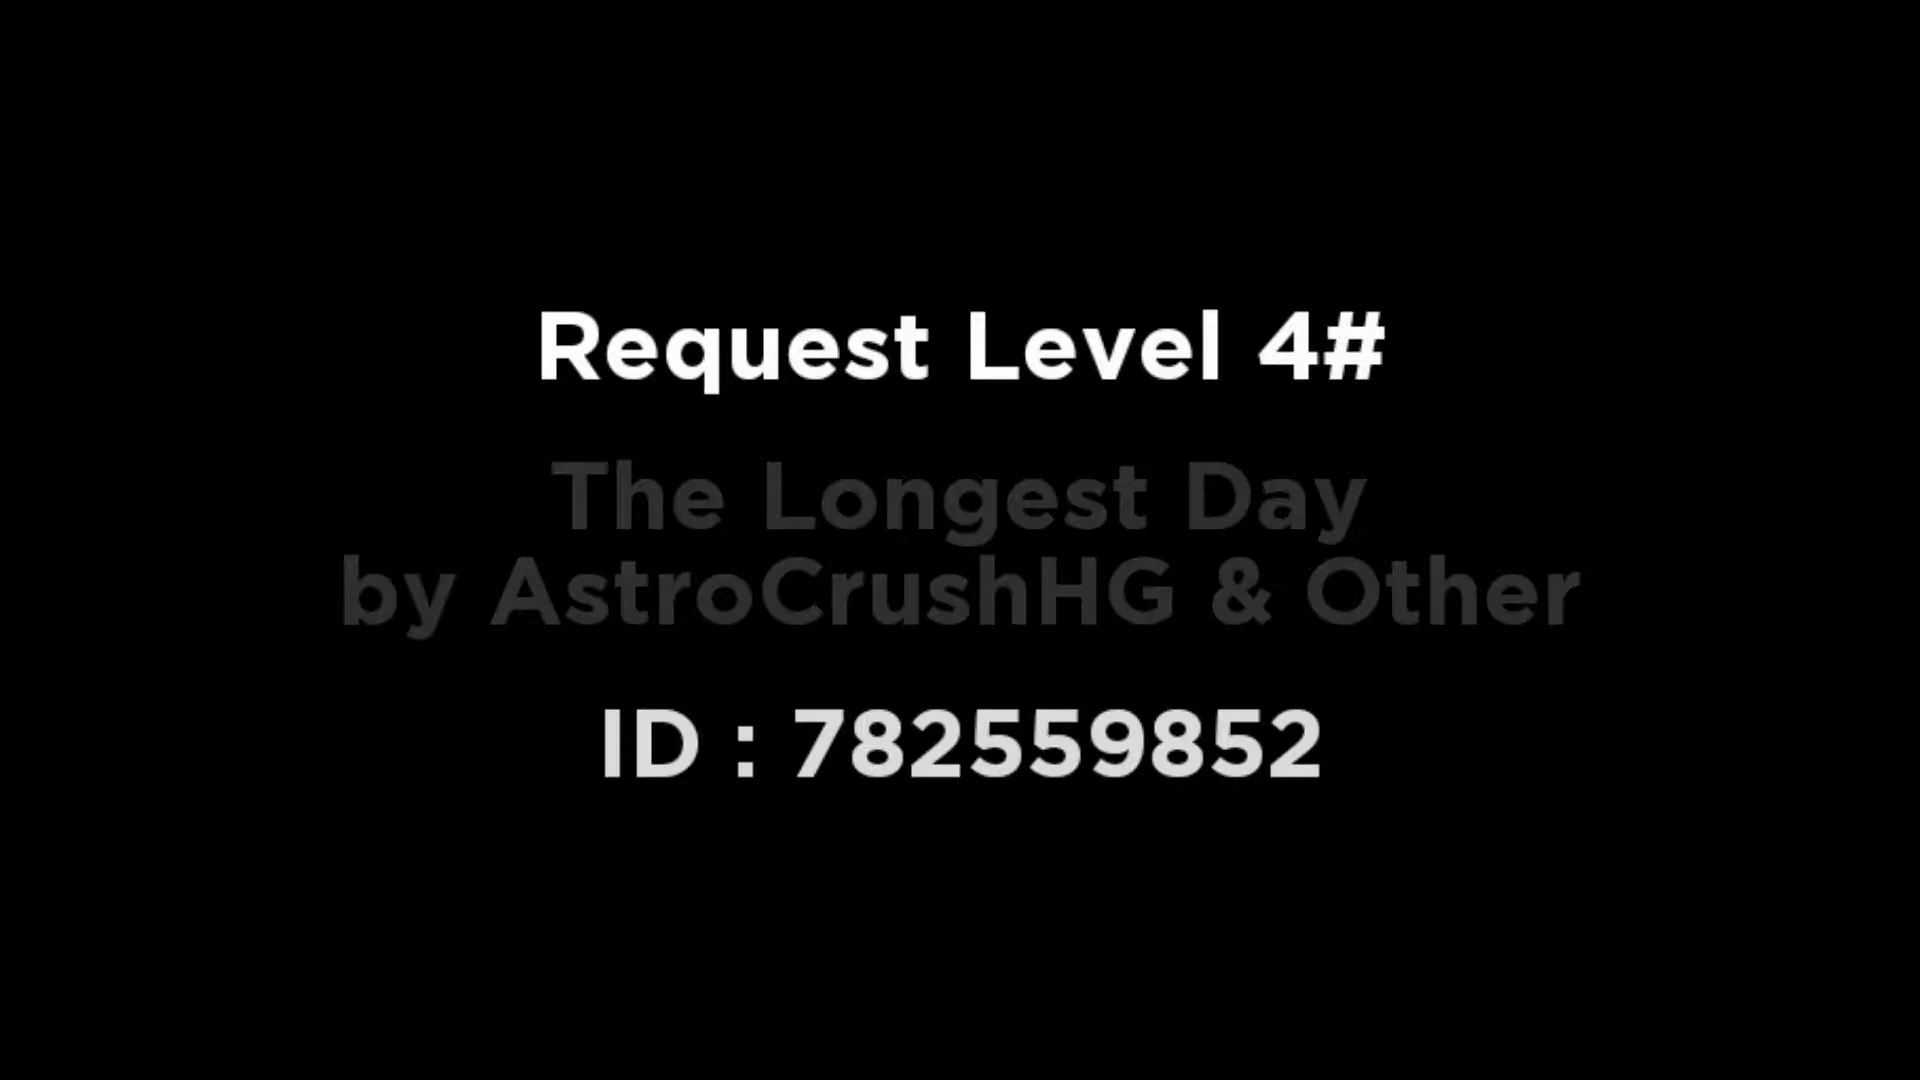 Request Level 4#
The Longest Day
by AstroCrushHG & Other
ID : 782559852